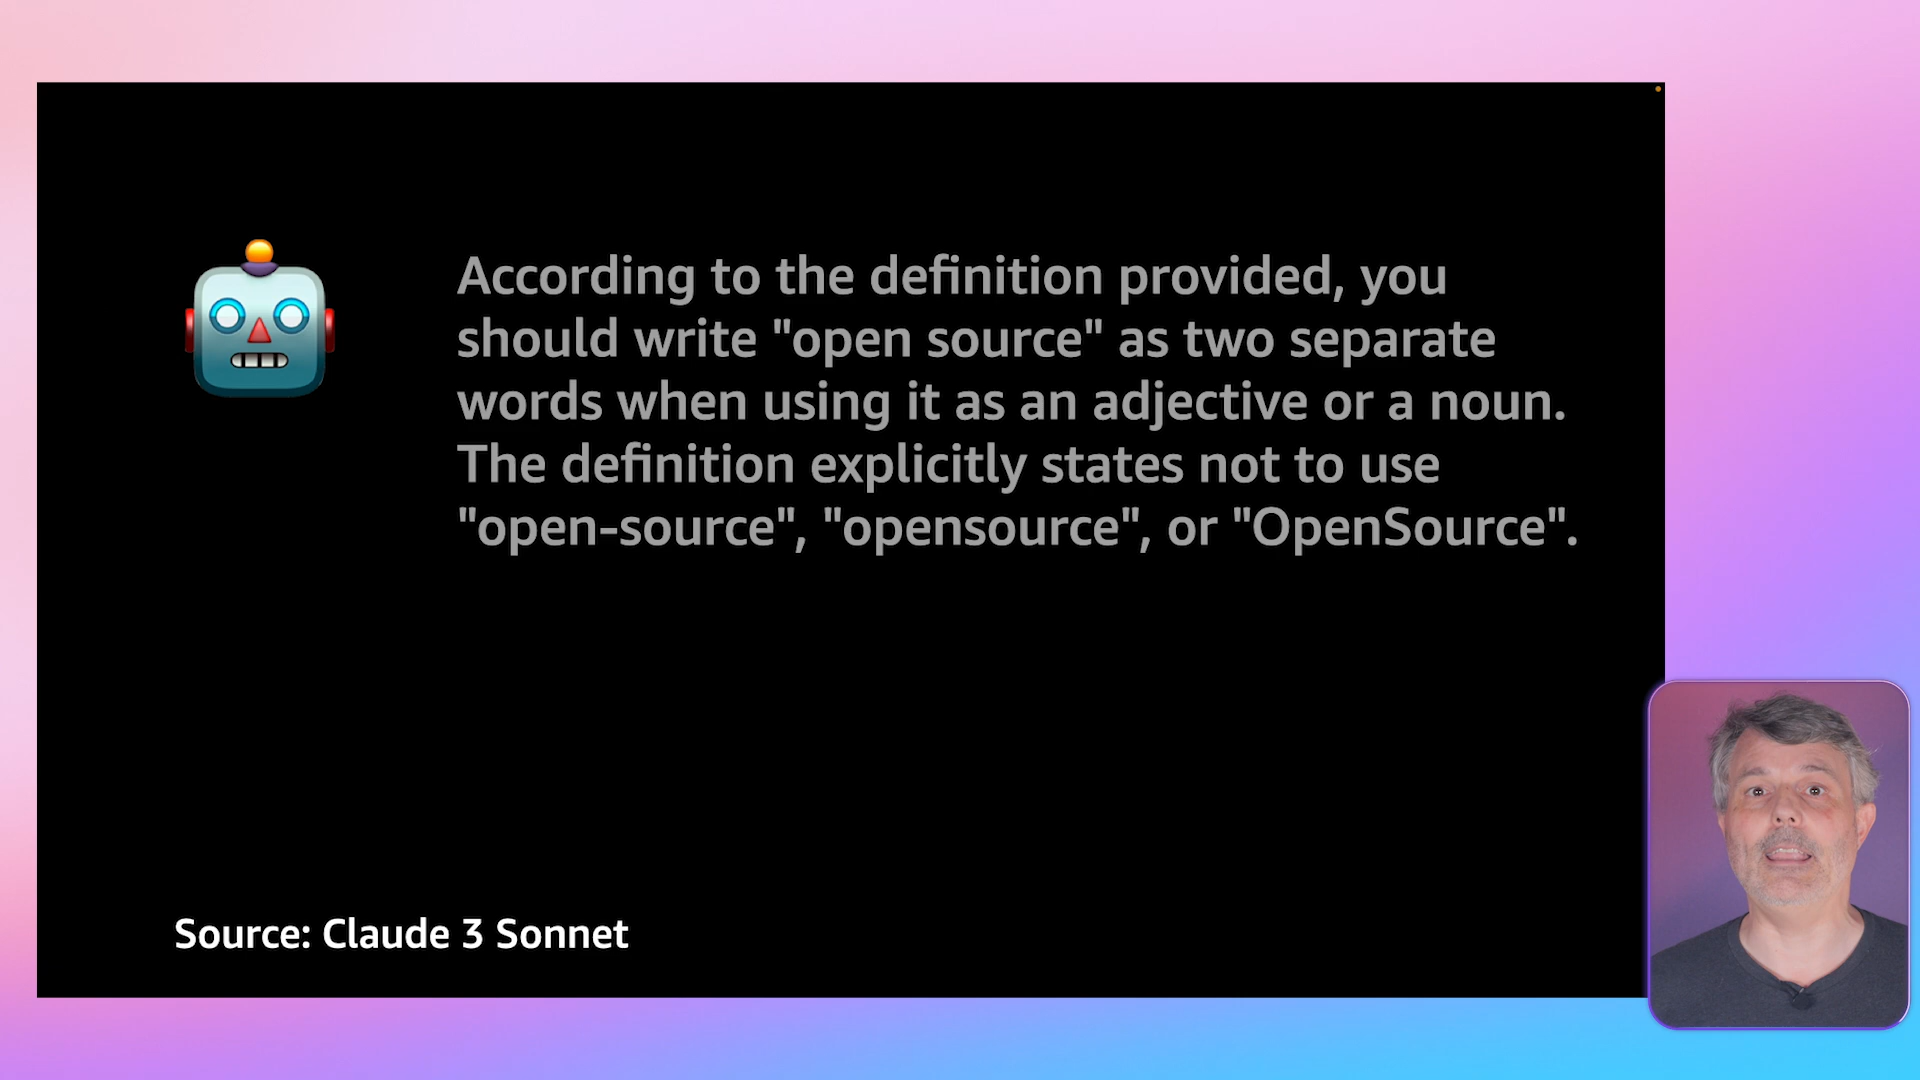 According to the definition provided, you
should write "open source" as two separate
words when using it as an adjective or a noun.
The definition explicitly states not to use
"open-source", "opensource", or "OpenSource".
Source: Claude 3 Sonnet